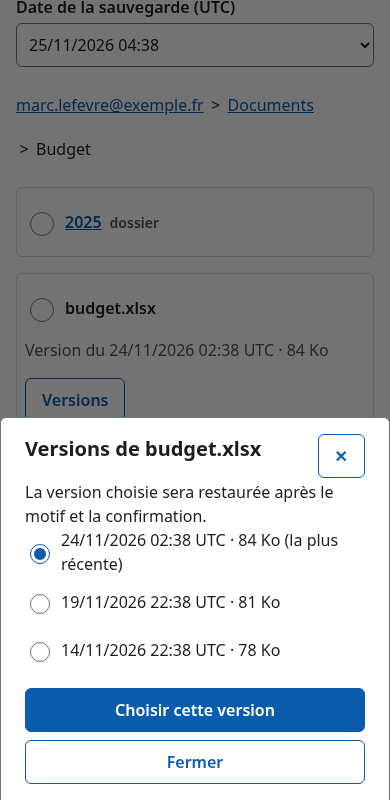 Date de la sauvegarde (UTC)
25/11/2026 04:38
marc.lefevre@exemple.fr > Documents
> Budget
2025 dossier
budget.xlsx
Version du 24/11/2026 02:38 UTC · 84 Ko
Versions
Versions de budget.xlsx
×
La version choisie sera restaurée après le
motif et la confirmation.
24/11/2026 02:38 UTC · 84 Ko (la plus
récente)
19/11/2026 22:38 UTC · 81 Ko
14/11/2026 22:38 UTC · 78 Ko
Choisir cette version
Fermer